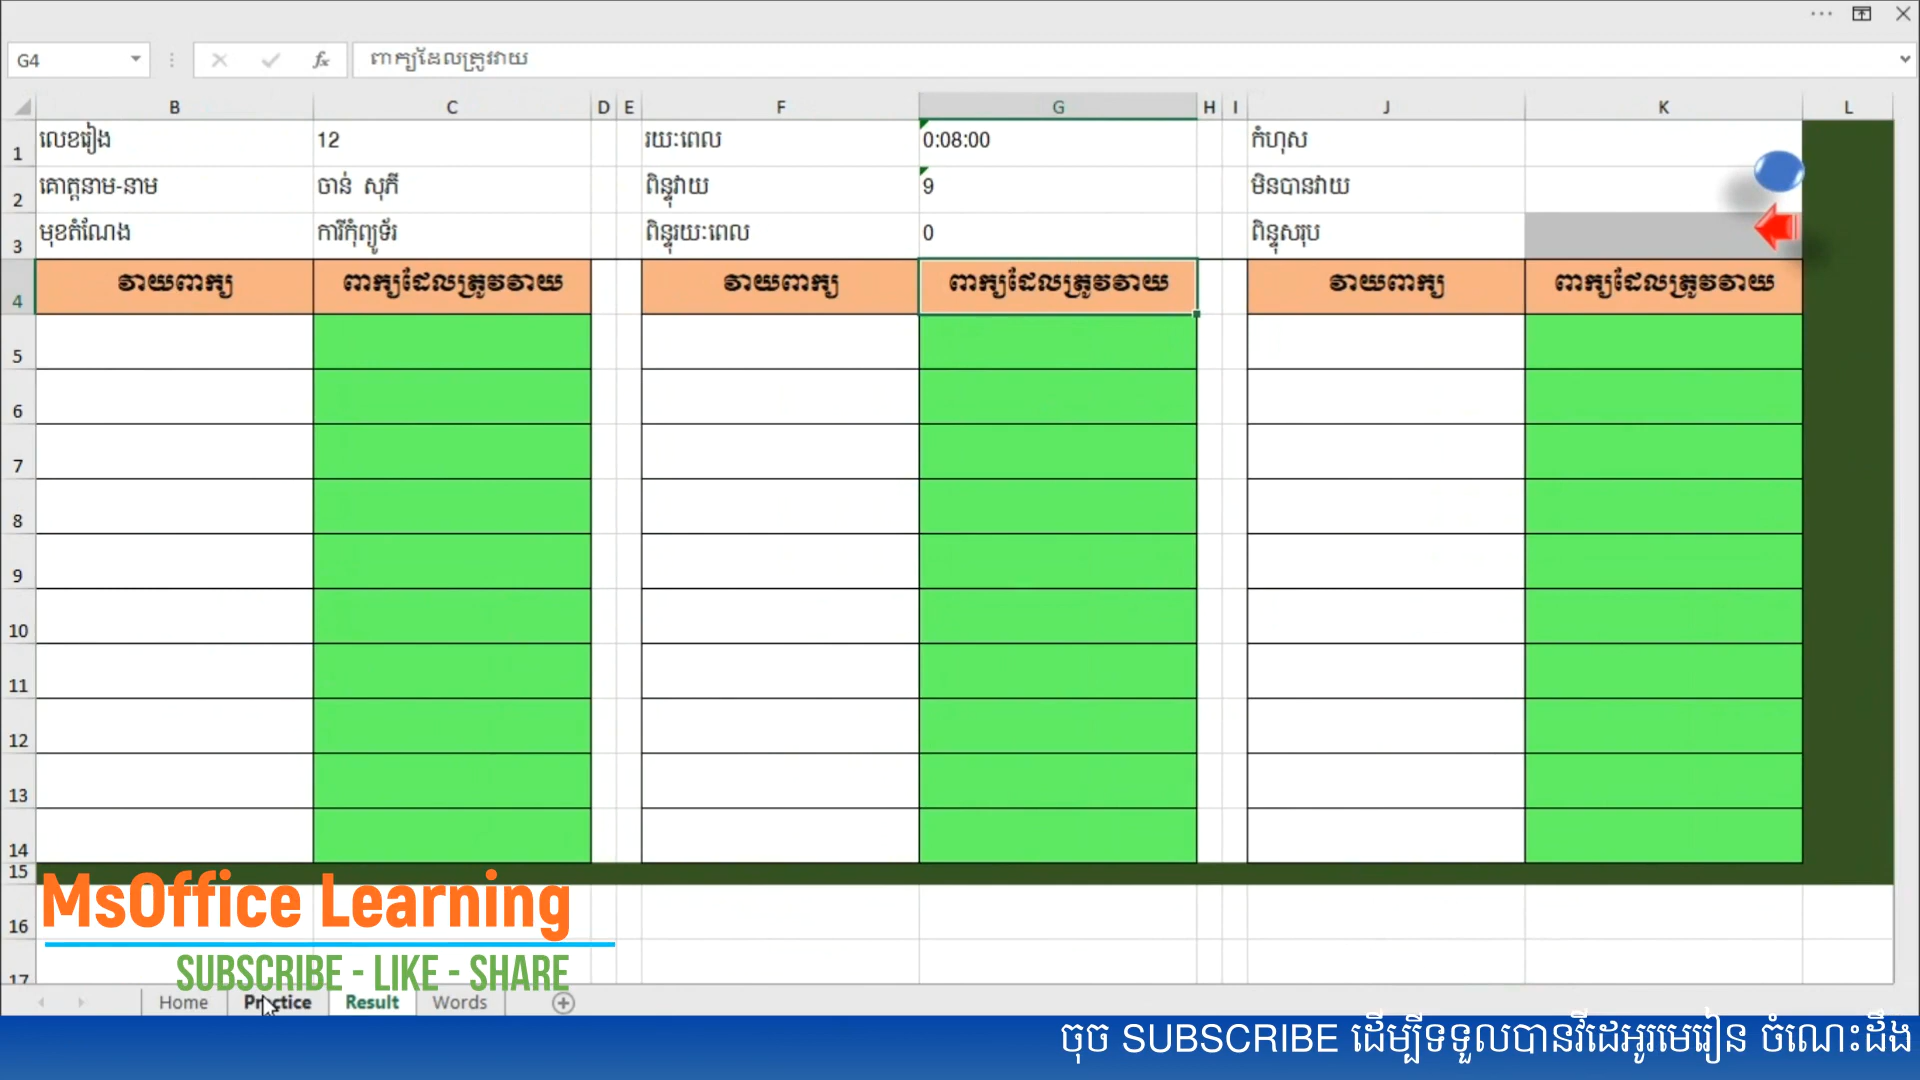 G4 fx ពាក្យដែលត្រូវវាយ
B C D E F G H I J K L
1 លេខរៀង 12 រយៈពេល 0:08:00 កំហុស
2 គោត្តនាម-នាម ចាន់ សុភី ពិន្ទុវាយ 9 មិនបានវាយ
3 មុខតំណែង ការីកុំព្យូទ័រ ពិន្ទុរយៈពេល 0 ពិន្ទុសរុប
4 វាយពាក្យ ពាក្យដែលត្រូវវាយ វាយពាក្យ ពាក្យដែលត្រូវវាយ វាយពាក្យ ពាក្យដែលត្រូវវាយ
5
6
7
8
9
10
11
12
13
14
15
MsOffice Learning
16
SUBSCRIBE - LIKE - SHARE
17
Home Practice Result Words
ចុច SUBSCRIBE ដើម្បីទទួលបានវីដេអូរមេរៀន ចំណេះដឹង